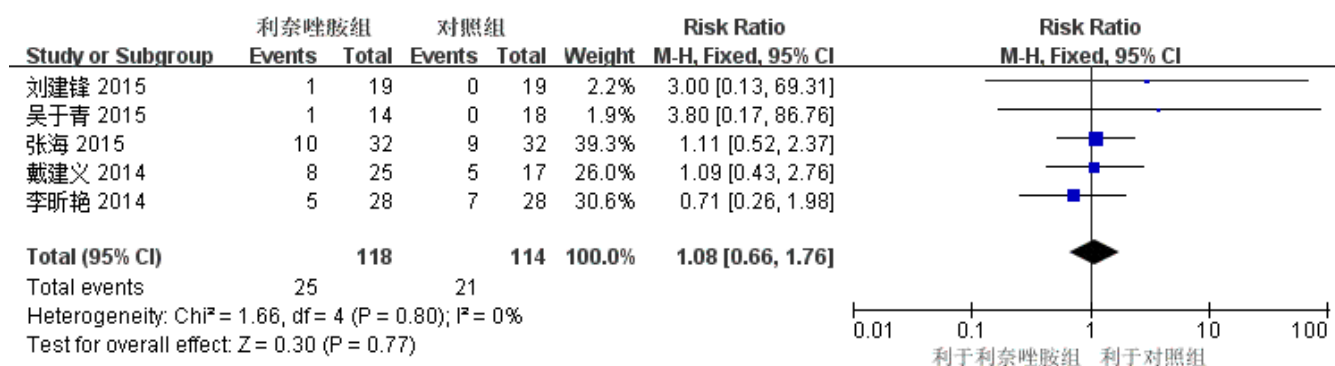 利奈唑胺组 对照组 Risk Ratio Risk Ratio
Study or Subgroup Events Total Events Total Weight M-H, Fixed, 95% CI M-H, Fixed, 95% CI
刘建锋 2015 1 19 0 19 2.2% 3.00 [0.13, 69.31]
吴于青 2015 1 14 0 18 1.9% 3.80 [0.17, 86.76]
张海 2015 10 32 9 32 39.3% 1.11 [0.52, 2.37]
戴建义 2014 8 25 5 17 26.0% 1.09 [0.43, 2.76]
李昕艳 2014 5 28 7 28 30.6% 0.71 [0.26, 1.98]
Total (95% CI) 118 114 100.0% 1.08 [0.66, 1.76]
Total events 25 21
Heterogeneity: Chi² = 1.66, df = 4 (P = 0.80); I² = 0%
Test for overall effect: Z = 0.30 (P = 0.77)
0.01 0.1 1 10 100
利于利奈唑胺组 利于对照组